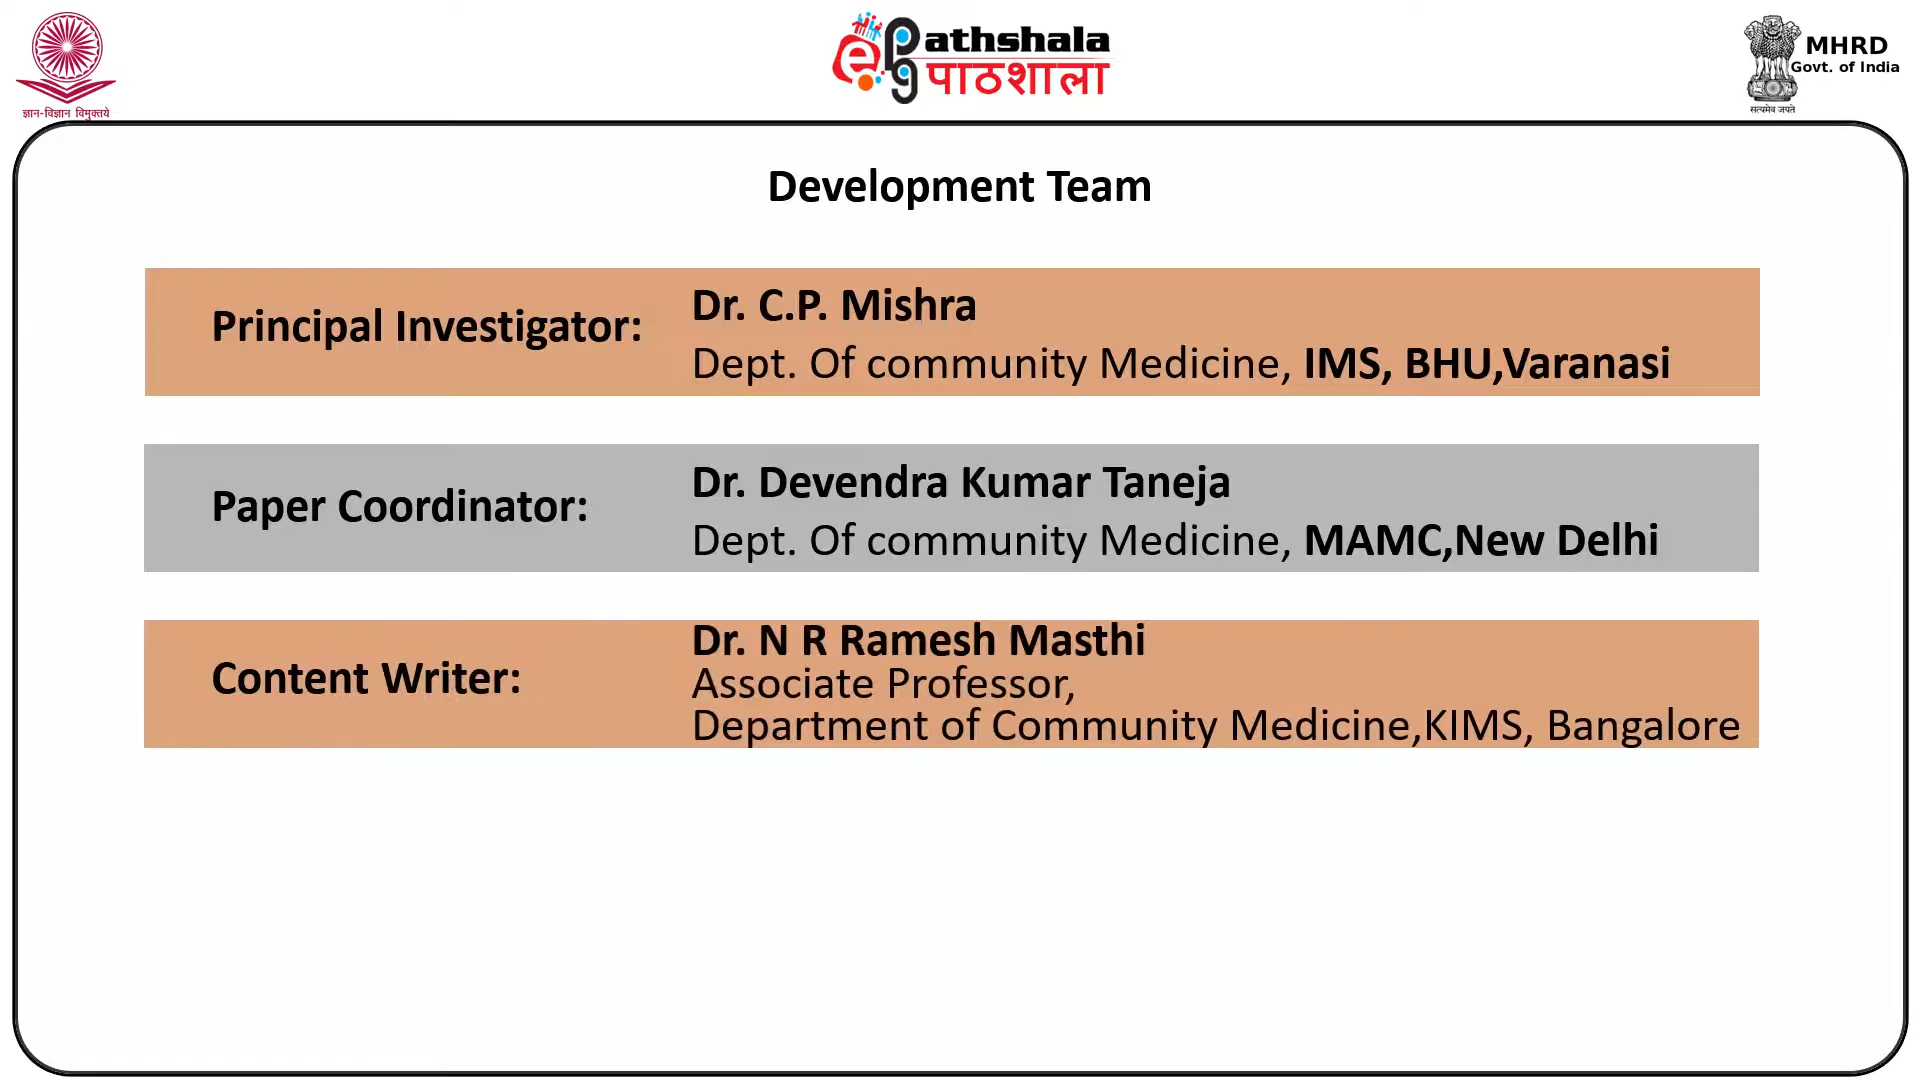 ज्ञान-विज्ञान विमुक्तये
e PG Pathshala
पाठशाला
MHRD
Govt. of India
सत्यमेव जयते
Development Team
Principal Investigator:
Dr. C.P. Mishra
Dept. Of community Medicine, IMS, BHU,Varanasi
Paper Coordinator:
Dr. Devendra Kumar Taneja
Dept. Of community Medicine, MAMC,New Delhi
Content Writer:
Dr. N R Ramesh Masthi
Associate Professor,
Department of Community Medicine,KIMS, Bangalore